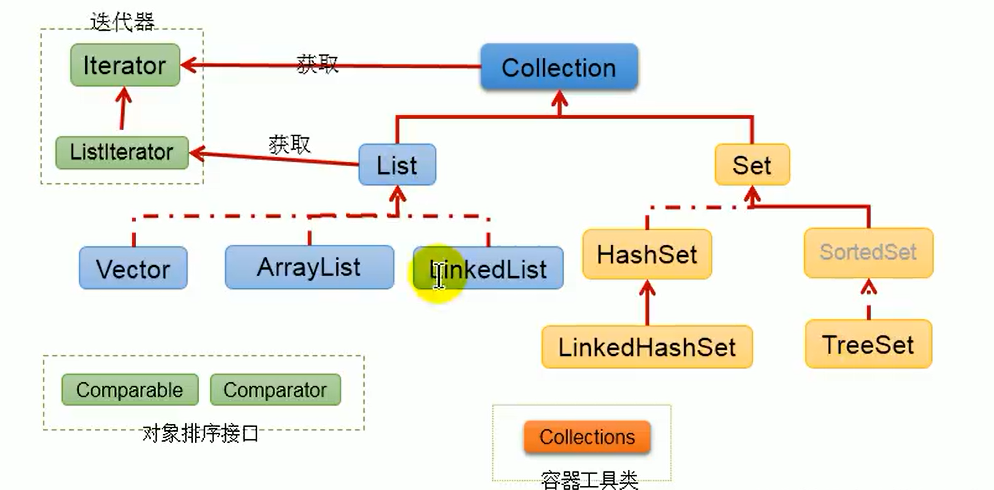 迭代器
Iterator
获取
Collection
ListIterator
获取
List
Set
Vector
ArrayList
LinkedList
HashSet
SortedSet
LinkedHashSet
TreeSet
Comparable
Comparator
对象排序接口
Collections
容器工具类